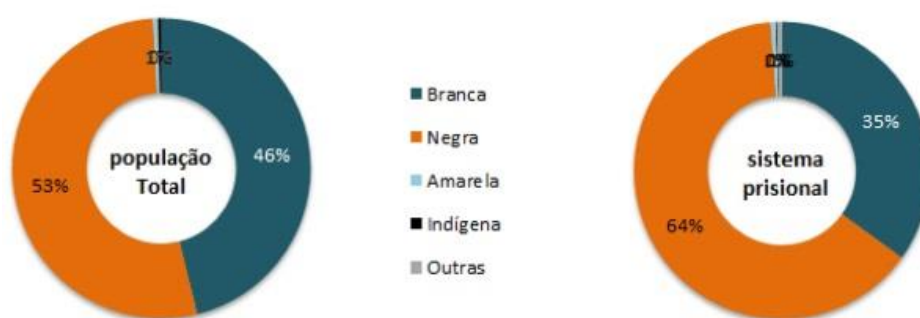 população
Total
46%
53%
Branca
Negra
Amarela
Indígena
Outras
sistema
prisional
35%
64%